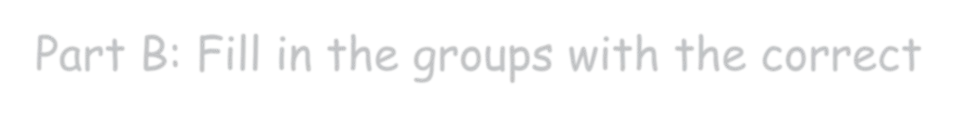 Part B: Fill in the groups with the correct